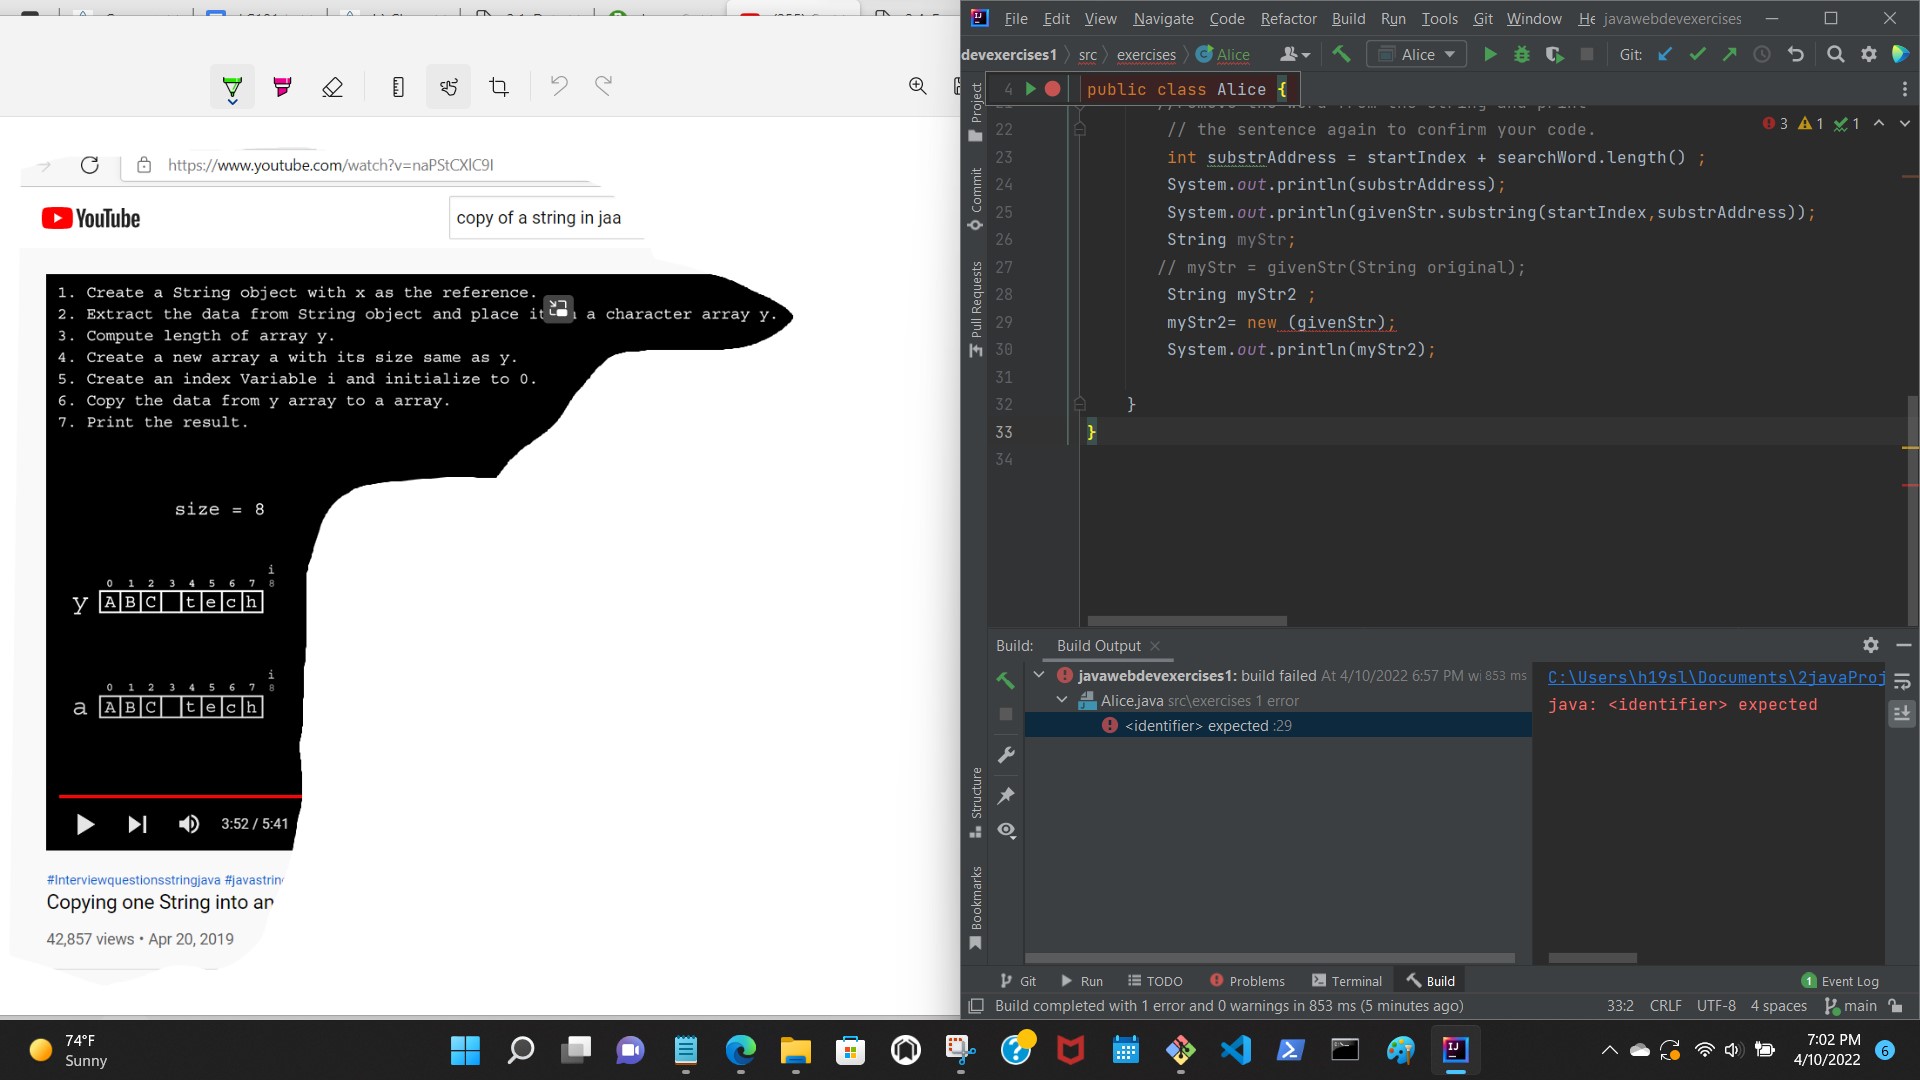 File Edit View Navigate Code Refactor Build Run Tools Git Window He javawebdevexercises
devexercises1 src exercises Alice Alice Git:
https://www.youtube.com/watch?v=naPStCXlC9I
YouTube
copy of a string in jaa
1. Create a String object with x as the reference.
2. Extract the data from String object and place it a character array y.
3. Compute length of array y.
4. Create a new array a with its size same as y.
5. Create an index Variable i and initialize to 0.
6. Copy the data from y array to a array.
7. Print the result.
size = 8
i
0 1 2 3 4 5 6 7 8
y A B C t e c h
i
0 1 2 3 4 5 6 7 8
a A B C t e c h
3:52 / 5:41
#Interviewquestionsstringjava #javastring
Copying one String into an
42,857 views • Apr 20, 2019
Project
Commit
Pull Requests
Structure
Bookmarks
4 public class Alice {
3 1 1
22 // the sentence again to confirm your code.
23 int substrAddress = startIndex + searchWord.length() ;
24 System.out.println(substrAddress);
25 System.out.println(givenStr.substring(startIndex,substrAddress));
26 String myStr;
27 // myStr = givenStr(String original);
28 String myStr2 ;
29 myStr2= new (givenStr);
30 System.out.println(myStr2);
31
32 }
33 }
34
Build: Build Output
javawebdevexercises1: build failed At 4/10/2022 6:57 PM wi 853 ms
Alice.java src\exercises 1 error
<identifier> expected :29
C:\Users\h19sl\Documents\2javaProj
java: <identifier> expected
Git Run TODO Problems Terminal Build 1 Event Log
Build completed with 1 error and 0 warnings in 853 ms (5 minutes ago) 33:2 CRLF UTF-8 4 spaces main
74°F
Sunny
7:02 PM
4/10/2022
6